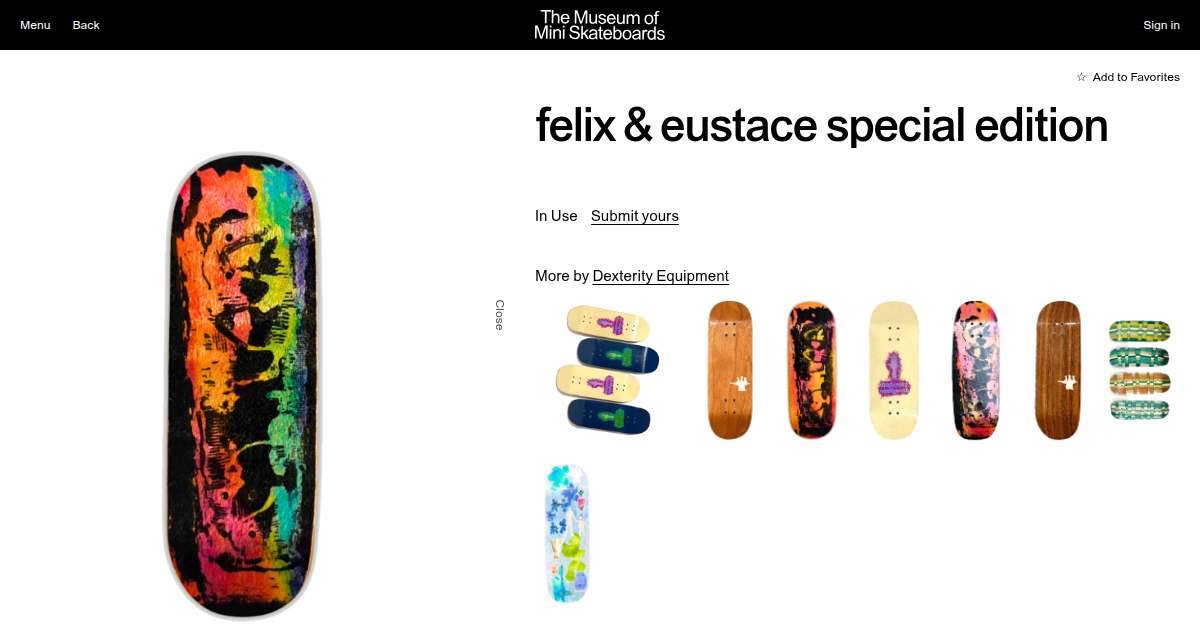 Menu
Back
The Museum of
Mini Skateboards
Sign in
☆ Add to Favorites
felix & eustace special edition
In Use Submit yours
More by Dexterity Equipment
Close